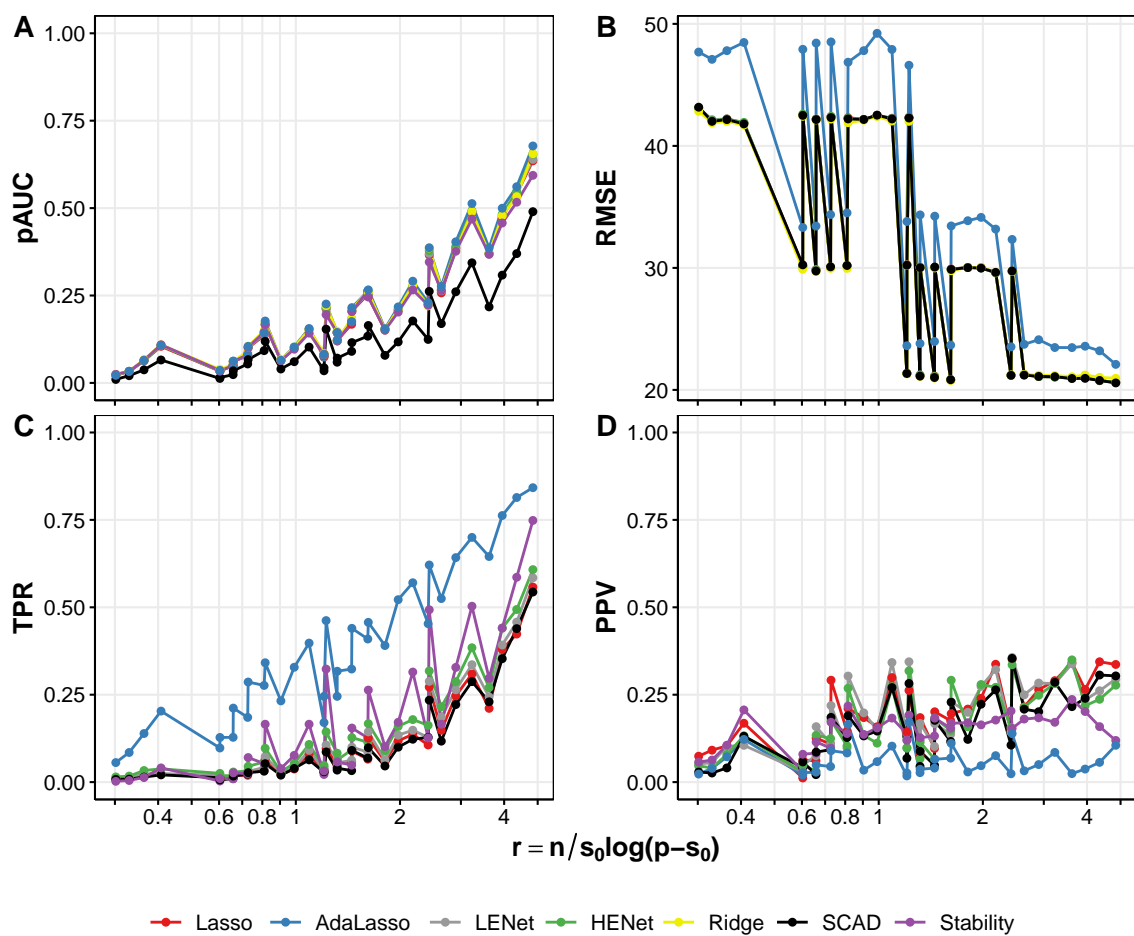 A
1.00
0.75
0.50
0.25
0.00
pAUC
B
50
40
30
20
RMSE
C
1.00
0.75
0.50
0.25
0.00
TPR
0.4 0.6 0.8 1 2 4
D
1.00
0.75
0.50
0.25
0.00
PPV
0.4 0.6 0.8 1 2 4
r = n/s₀log(p−s₀)
Lasso AdaLasso LENet HENet Ridge SCAD Stability